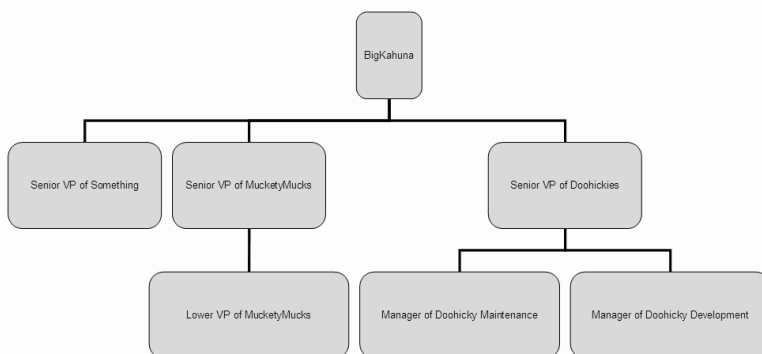 BigKahuna
Senior VP of Something
Senior VP of MucketyMucks
Senior VP of Doohickies
Lower VP of MucketyMucks
Manager of Doohicky Maintenance
Manager of Doohicky Development